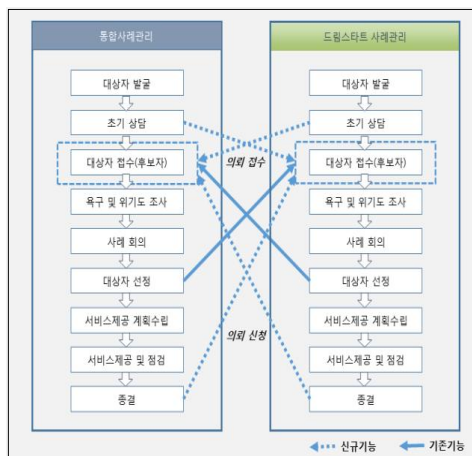 통합사례관리
대상자 발굴
초기 상담
대상자 접수(후보자)
욕구 및 위기도 조사
사례 회의
대상자 선정
서비스제공 계획수립
서비스제공 및 점검
종결
의뢰 접수
의뢰 신청
드림스타트 사례관리
대상자 발굴
초기 상담
대상자 접수(후보자)
욕구 및 위기도 조사
사례 회의
대상자 선정
서비스제공 계획수립
서비스제공 및 점검
종결
신규기능
기존기능